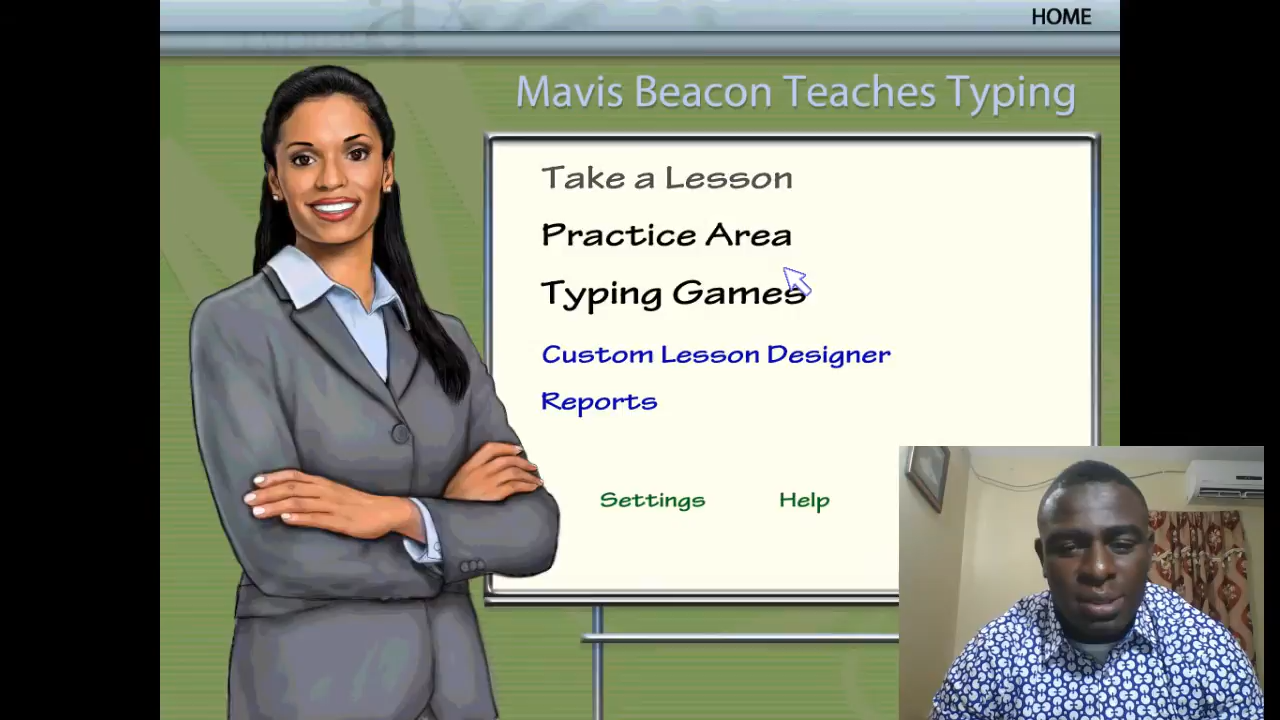 HOME
Mavis Beacon Teaches Typing
Take a Lesson
Practice Area
Typing Games
Custom Lesson Designer
Reports
Settings Help